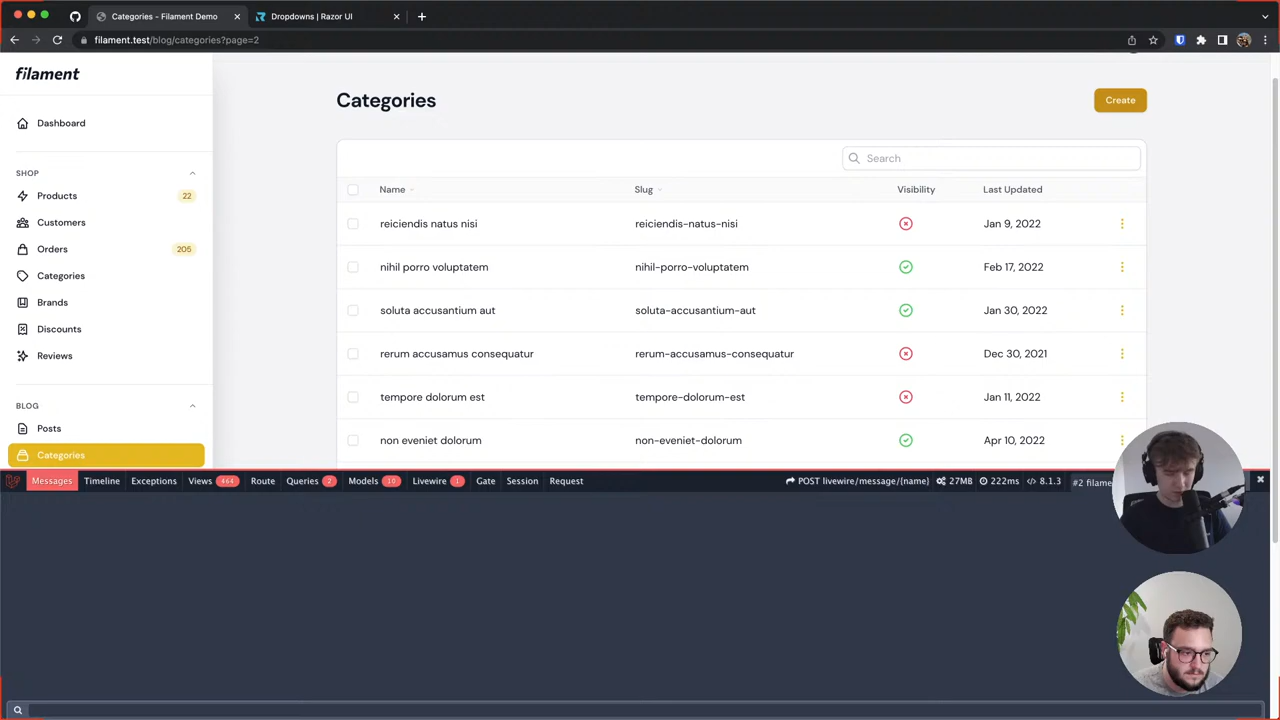 Categories - Filament Demo
Dropdowns | Razor UI
filament.test/blog/categories?page=2
filament
Dashboard
SHOP
Products 22
Customers
Orders 205
Categories
Brands
Discounts
Reviews
BLOG
Posts
Categories
Categories
Create
Search
Name Slug Visibility Last Updated
reiciendis natus nisi reiciendis-natus-nisi Jan 9, 2022
nihil porro voluptatem nihil-porro-voluptatem Feb 17, 2022
soluta accusantium aut soluta-accusantium-aut Jan 30, 2022
rerum accusamus consequatur rerum-accusamus-consequatur Dec 30, 2021
tempore dolorum est tempore-dolorum-est Jan 11, 2022
non eveniet dolorum non-eveniet-dolorum Apr 10, 2022
Messages Timeline Exceptions Views 464 Route Queries 2 Models 10 Livewire 1 Gate Session Request POST livewire/message/{name} 27MB 222ms </> 8.1.3 #2 filame